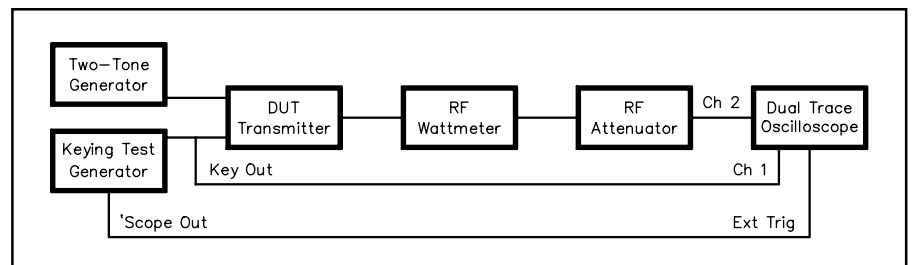 Two-Tone
Generator
Keying Test
Generator
DUT
Transmitter
RF
Wattmeter
RF
Attenuator
Ch 2
Dual Trace
Oscilloscope
Key Out
Ch 1
'Scope Out
Ext Trig